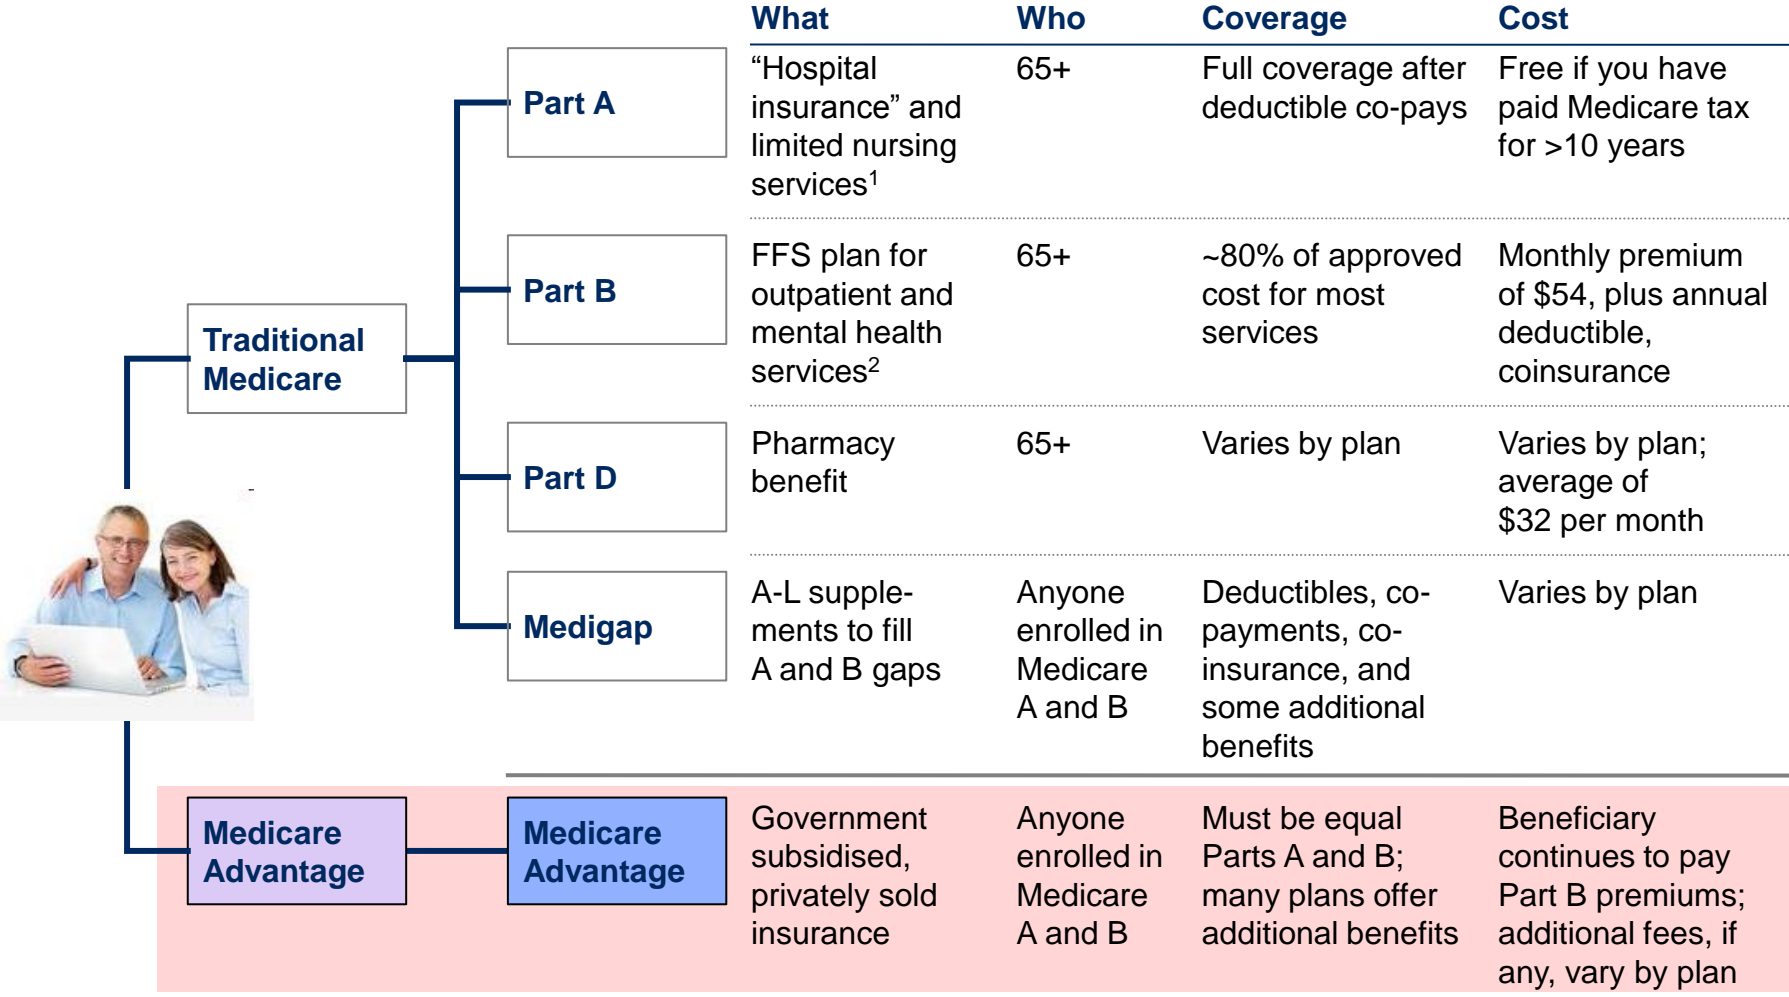 What Who Coverage Cost
Part A
“Hospital
insurance” and
limited nursing
services1
65+
Full coverage after
deductible co-pays
Free if you have
paid Medicare tax
for >10 years
Part B
FFS plan for
outpatient and
mental health
services2
65+
~80% of approved
cost for most
services
Monthly premium
of $54, plus annual
deductible,
coinsurance
Traditional
Medicare
Part D
Pharmacy
benefit
65+
Varies by plan
Varies by plan;
average of
$32 per month
Medigap
A-L supple-
ments to fill
A and B gaps
Anyone
enrolled in
Medicare
A and B
Deductibles, co-
payments, co-
insurance, and
some additional
benefits
Varies by plan
Medicare
Advantage
Medicare
Advantage
Government
subsidised,
privately sold
insurance
Anyone
enrolled in
Medicare
A and B
Must be equal
Parts A and B;
many plans offer
additional benefits
Beneficiary
continues to pay
Part B premiums;
additional fees, if
any, vary by plan